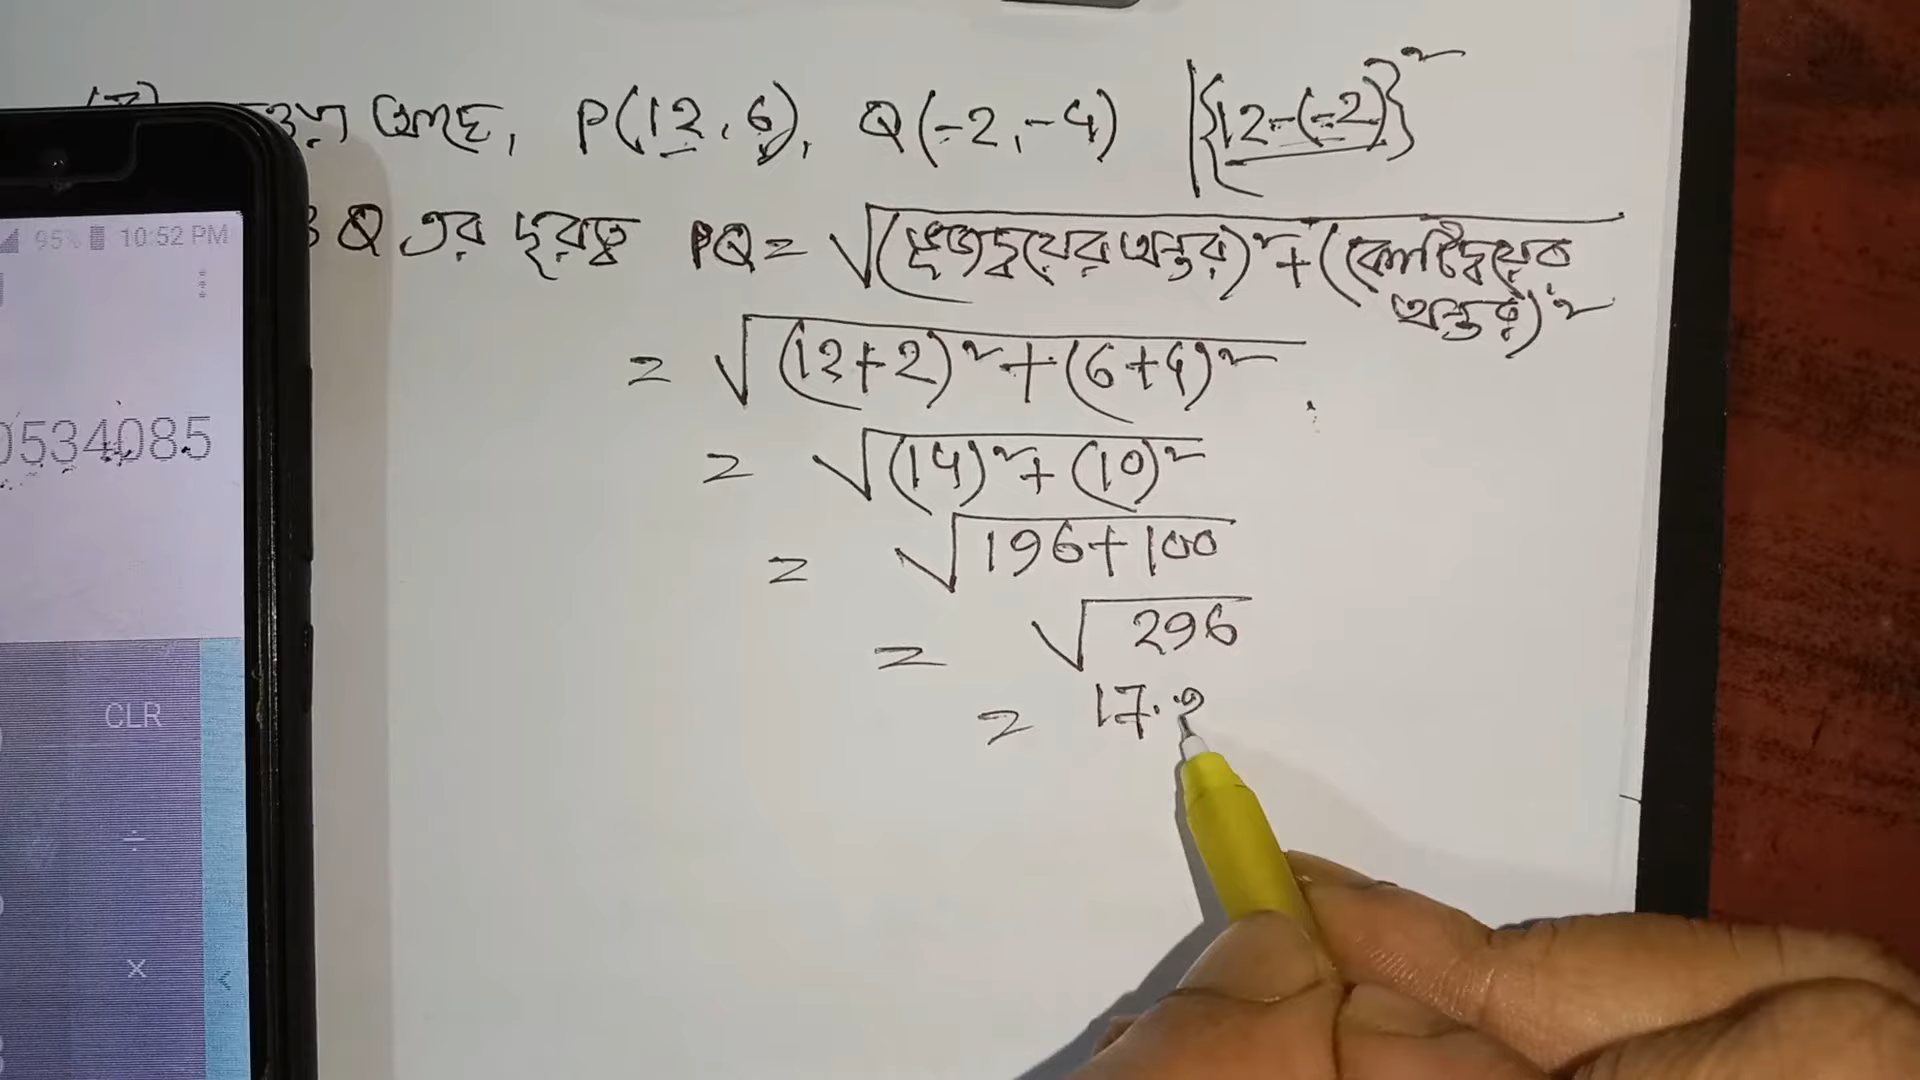 আছে, P(12, 6), Q(-2, -4) |{12-(-2)}²
Q এর দূরত্ব PQ = √(ভুজদ্বয়ের অন্তর)² + (কোটিদ্বয়ের অন্তর)²
= √(12+2)² + (6+4)²
= √(14)² + (10)²
= √196+100
= √296
= 17.2
95% 10:52 PM
0534085
CLR
÷
×
<